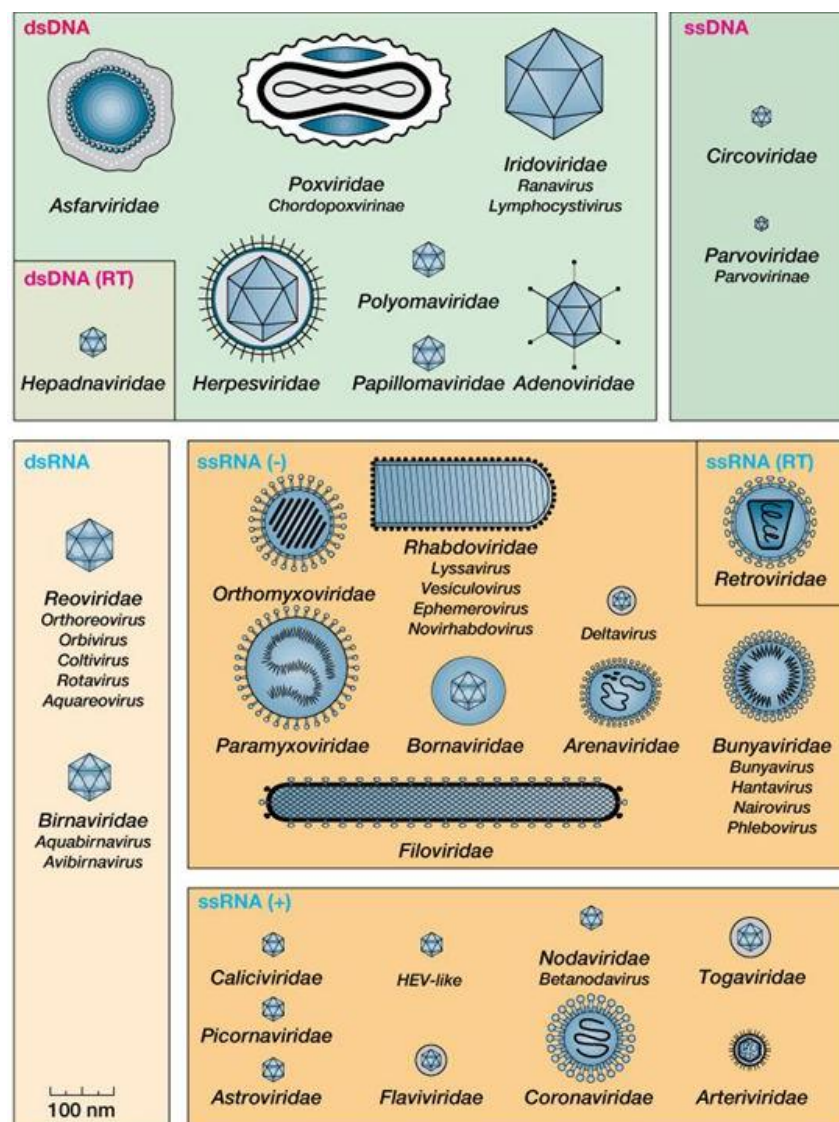 dsDNA
Asfarviridae
Poxviridae
Chordopoxvirinae
Iridoviridae
Ranavirus
Lymphocystivirus
dsDNA (RT)
Hepadnaviridae
Herpesviridae
Polyomaviridae
Papillomaviridae
Adenoviridae
ssDNA
Circoviridae
Parvoviridae
Parvovirinae
dsRNA
Reoviridae
Orthoreovirus
Orbivirus
Coltivirus
Rotavirus
Aquareovirus
Birnaviridae
Aquabirnavirus
Avibirnavirus
100 nm
ssRNA (-)
Orthomyxoviridae
Rhabdoviridae
Lyssavirus
Vesiculovirus
Ephemerovirus
Novirhabdovirus
Deltavirus
ssRNA (RT)
Retroviridae
Paramyxoviridae
Bornaviridae
Arenaviridae
Bunyaviridae
Bunyavirus
Hantavirus
Nairovirus
Phlebovirus
Filoviridae
ssRNA (+)
Caliciviridae
HEV-like
Nodaviridae
Betanodavirus
Togaviridae
Picornaviridae
Astroviridae
Flaviviridae
Coronaviridae
Arteriviridae